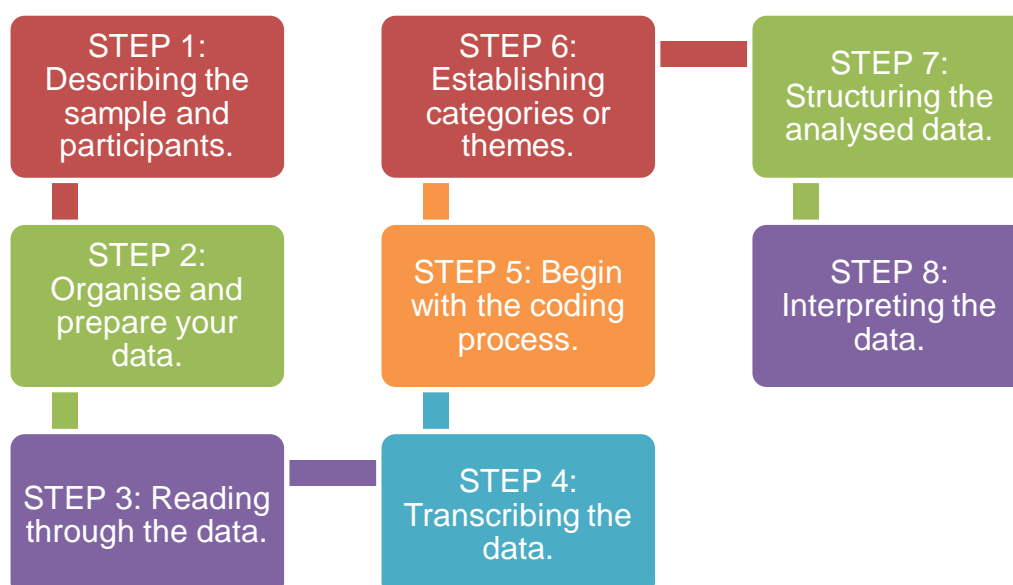 STEP 1:
Describing the
sample and
participants.
STEP 2:
Organise and
prepare your
data.
STEP 3: Reading
through the data.
STEP 4:
Transcribing the
data.
STEP 5: Begin
with the coding
process.
STEP 6:
Establishing
categories or
themes.
STEP 7:
Structuring the
analysed data.
STEP 8:
Interpreting the
data.